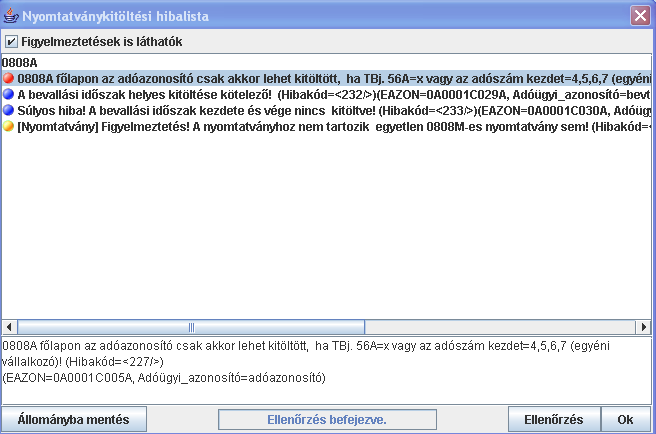 Nyomtatványkitöltési hibalista
Figyelmeztetések is láthatók
0808A
0808A főlapon az adóazonosító csak akkor lehet kitöltött, ha TBj. 56A=x vagy az adószám kezdet=4,5,6,7 (egyéni
A bevallási időszak helyes kitöltése kötelező! (Hibakód=<232/>)(EAZON=0A0001C029A, Adóügyi_azonosító=bevt
Súlyos hiba! A bevallási időszak kezdete és vége nincs kitöltve! (Hibakód=<233/>)(EAZON=0A0001C030A, Adóüg
[Nyomtatvány] Figyelmeztetés! A nyomtatványhoz nem tartozik egyetlen 0808M-es nyomtatvány sem! (Hibakód=<
0808A főlapon az adóazonosító csak akkor lehet kitöltött, ha TBj. 56A=x vagy az adószám kezdet=4,5,6,7 (egyéni
vállalkozó)! (Hibakód=<227/>)
(EAZON=0A0001C005A, Adóügyi_azonosító=adóazonosító)
Állományba mentés
Ellenőrzés befejezve.
Ellenőrzés
Ok